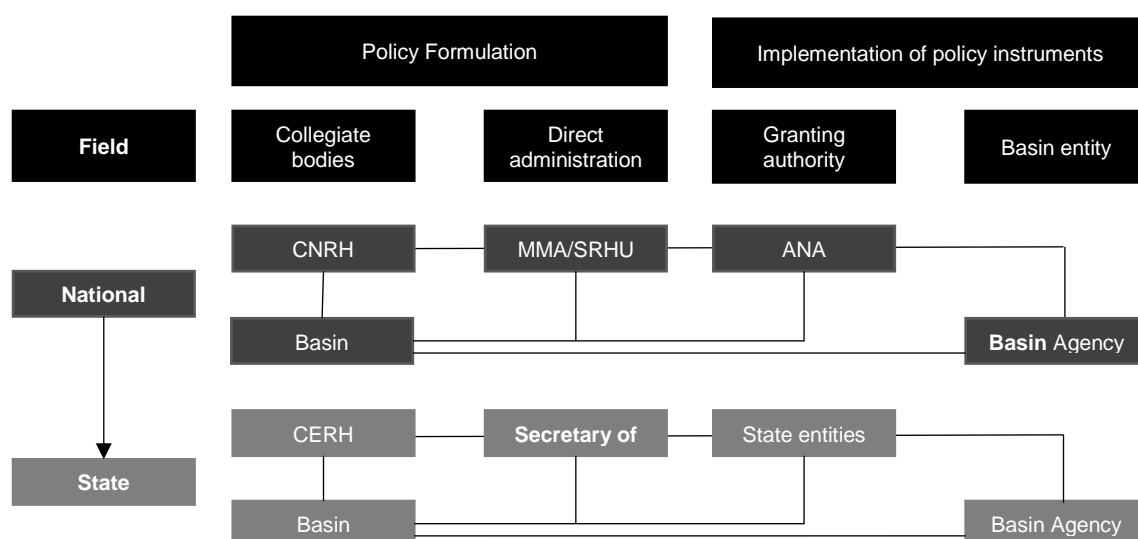 Policy Formulation
Implementation of policy instruments
Field
Collegiate
bodies
Direct
administration
Granting
authority
Basin entity
CNRH
MMA/SRHU
ANA
National
Basin
Basin Agency
CERH
Secretary of
State entities
State
Basin
Basin Agency